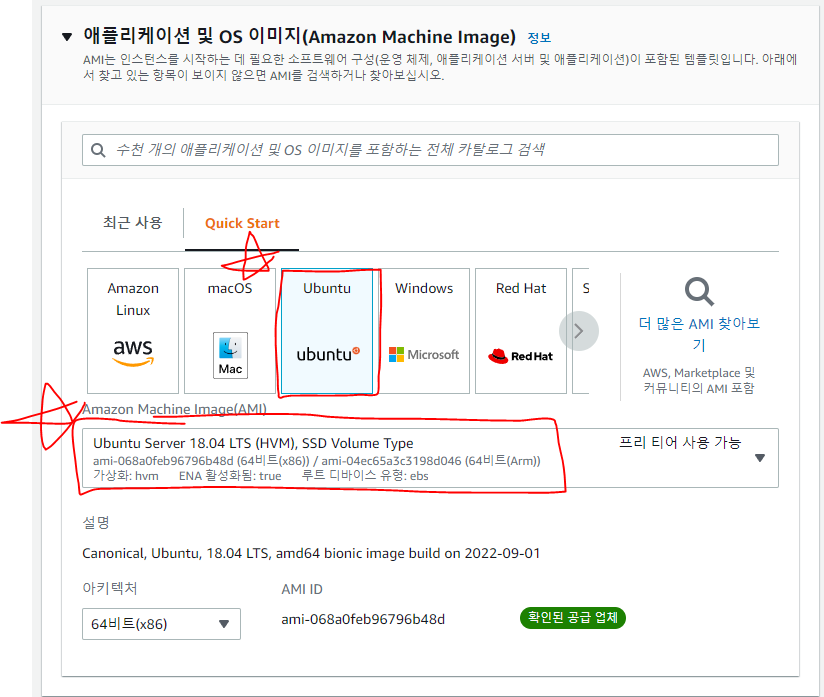 ▼ 애플리케이션 및 OS 이미지(Amazon Machine Image) 정보
AMI는 인스턴스를 시작하는 데 필요한 소프트웨어 구성(운영 체제, 애플리케이션 서버 및 애플리케이션)이 포함된 템플릿입니다. 아래에
서 찾고 있는 항목이 보이지 않으면 AMI를 검색하거나 찾아보십시오.
수천 개의 애플리케이션 및 OS 이미지를 포함하는 전체 카탈로그 검색
최근 사용
Quick Start
Amazon
Linux
aws
macOS
Mac
Ubuntu
ubuntu
Windows
Microsoft
Red Hat
Red Hat
S
더 많은 AMI 찾아보
기
AWS, Marketplace 및
커뮤니티의 AMI 포함
Amazon Machine Image(AMI)
Ubuntu Server 18.04 LTS (HVM), SSD Volume Type
프리 티어 사용 가능
ami-068a0feb96796b48d (64비트(x86)) / ami-04ec65a3c3198d046 (64비트(Arm))
가상화: hvm ENA 활성화됨: true 루트 디바이스 유형: ebs
설명
Canonical, Ubuntu, 18.04 LTS, amd64 bionic image build on 2022-09-01
아키텍처
AMI ID
64비트(x86)
ami-068a0feb96796b48d
확인된 공급 업체